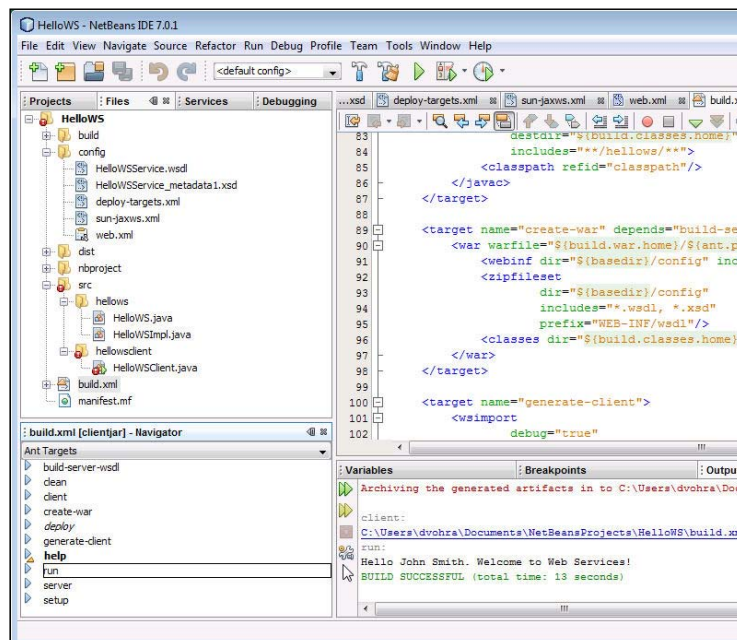 HelloWS - NetBeans IDE 7.0.1
File Edit View Navigate Source Refactor Run Debug Profile Team Tools Window Help
<default config>
Projects Files Services Debugging
HelloWS
build
config
HelloWSService.wsdl
HelloWSService_metadata1.xsd
deploy-targets.xml
sun-jaxws.xml
web.xml
dist
nbproject
src
hellows
HelloWS.java
HelloWSImpl.java
hellowsclient
HelloWSClient.java
build.xml
manifest.mf
build.xml [clientjar] - Navigator
Ant Targets
build-server-wsdl
clean
client
create-war
deploy
generate-client
help
run
server
setup
...xsd deploy-targets.xml sun-jaxws.xml web.xml build.
83 destdir="${build.classes.home}"
84 includes="**/hellows/**">
85 <classpath refid="classpath"/>
86 </javac>
87 </target>
88
89 <target name="create-war" depends="build-se
90 <war warfile="${build.war.home}/${ant.p
91 <webinf dir="${basedir}/config" inc
92 <zipfileset
93 dir="${basedir}/config"
94 includes="*.wsdl, *.xsd"
95 prefix="WEB-INF/wsdl"/>
96 <classes dir="${build.classes.home}
97 </war>
98 </target>
99
100 <target name="generate-client">
101 <wsimport
102 debug="true"
Variables Breakpoints Outpu
Archiving the generated artifacts in to C:\Users\dvohra\Doc
client:
C:\Users\dvohra\Documents\NetBeansProjects\HelloWS\build.xm
run:
Hello John Smith. Welcome to Web Services!
BUILD SUCCESSFUL (total time: 13 seconds)